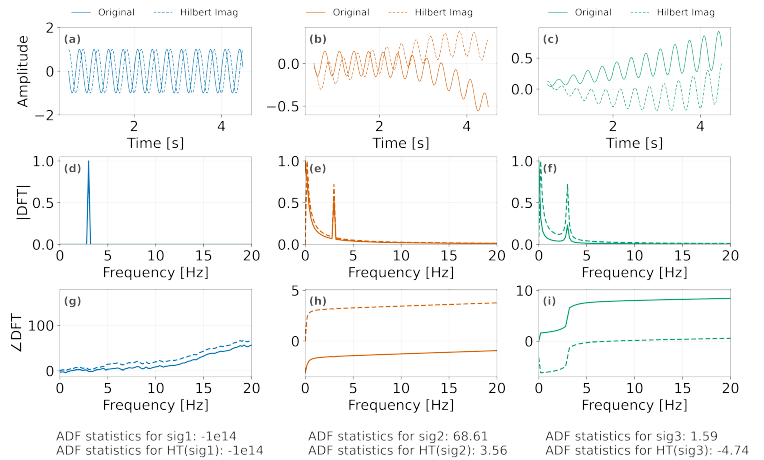 Original Hilbert Imag Original Hilbert Imag Original Hilbert Imag
2 (a) (b) (c)
0.5
0 0.0
0.0
−2 −0.5
Amplitude
2 4 2 4 2 4
Time [s] Time [s] Time [s]
1.0 (d) 1.0 (e) 1.0 (f)
0.5 0.5 0.5
0.0 0.0 0.0
|DFT|
0 5 10 15 20 0 5 10 15 20 0 5 10 15 20
Frequency [Hz] Frequency [Hz] Frequency [Hz]
(g) 5 (h) 10 (i)
100
0 0 0
∠DFT
0 5 10 15 20 0 5 10 15 20 0 5 10 15 20
Frequency [Hz] Frequency [Hz] Frequency [Hz]
ADF statistics for sig1: -1e14 ADF statistics for sig2: 68.61 ADF statistics for sig3: 1.59
ADF statistics for HT(sig1): -1e14 ADF statistics for HT(sig2): 3.56 ADF statistics for HT(sig3): -4.74